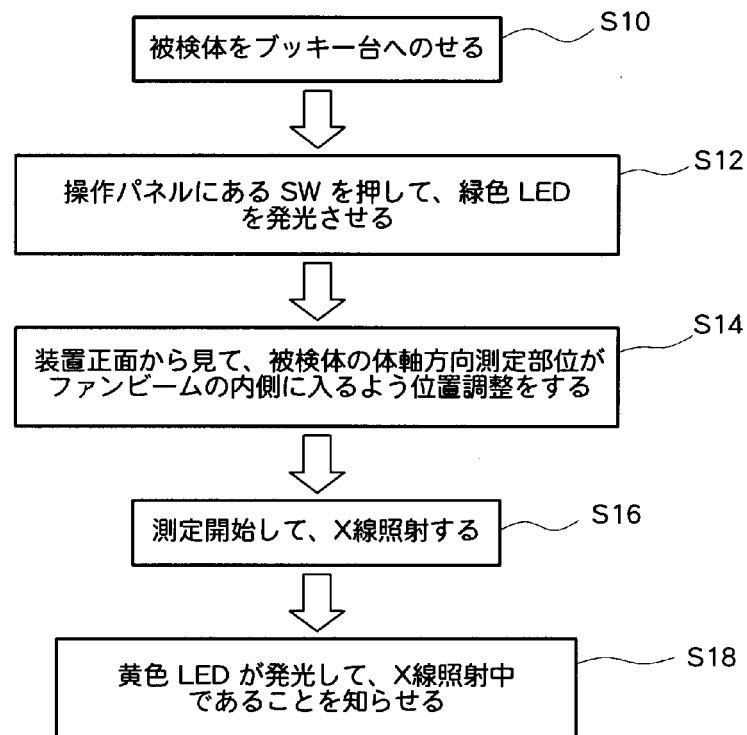 被検体をブッキー台へのせる
S10
操作パネルにある SW を押して、緑色 LED
を発光させる
S12
装置正面から見て、被検体の体軸方向測定部位が
ファンビームの内側に入るよう位置調整をする
S14
測定開始して、X線照射する
S16
黄色 LED が発光して、X線照射中
であることを知らせる
S18